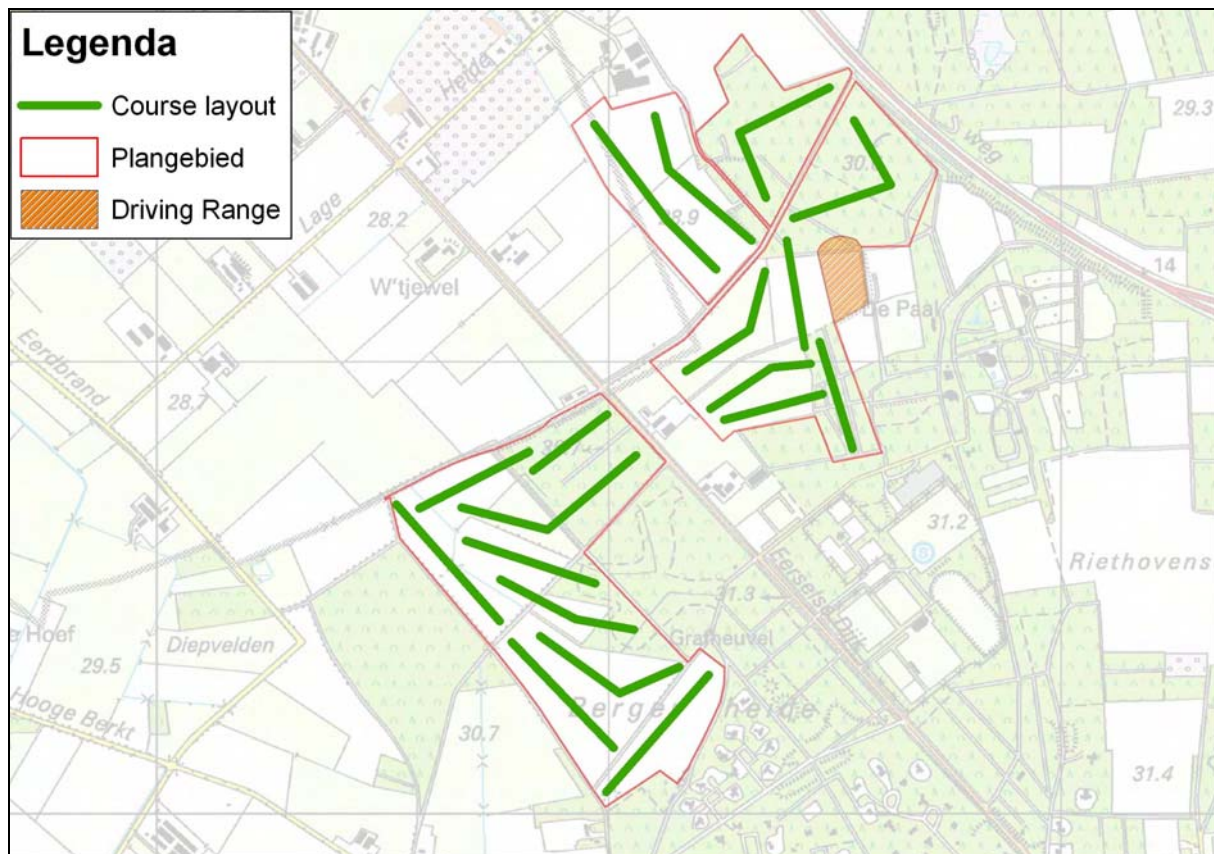 Legenda
Course layout
Plangebied
Driving Range
Heide
Lage
28.2
W'tjewel
28.9
30.
weg
29.3
14
De Paal
Eerdbrand
28.7
31.2
Riethovens
Eerselse Dijk
31.3
Grafheuvel
e Hoef
Diepvelden
29.5
Hooge Berkt
30.7
31.4